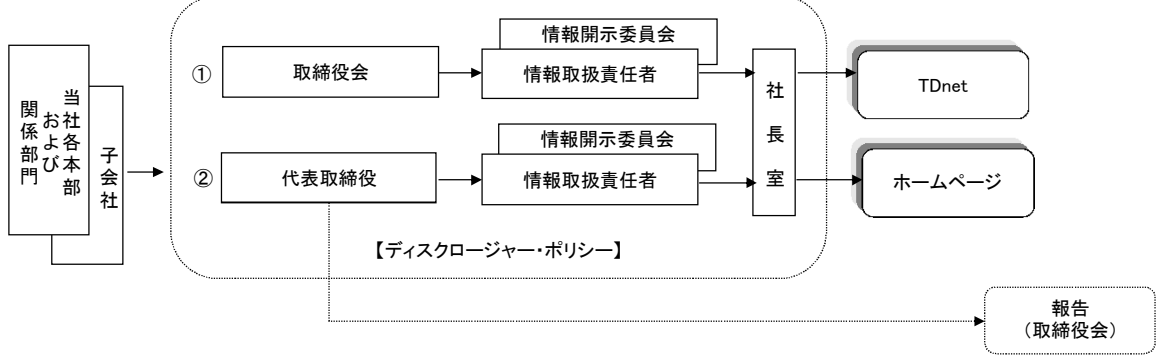 当社各本部
および
関係部門
子会社
①
取締役会
情報開示委員会
情報取扱責任者
②
代表取締役
情報開示委員会
情報取扱責任者
社長室
TDnet
ホームページ
【ディスクロージャー・ポリシー】
報告
（取締役会）